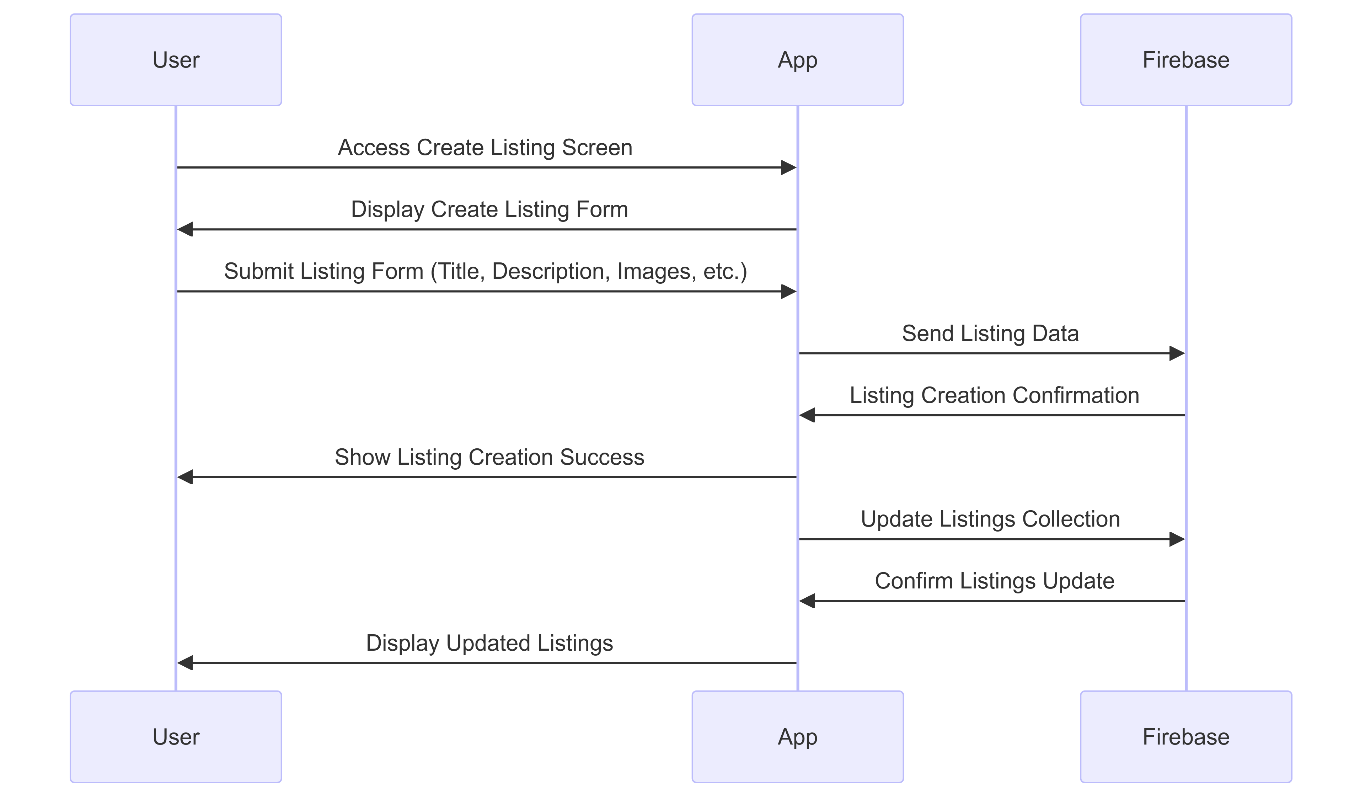 User
App
Firebase
Access Create Listing Screen
Display Create Listing Form
Submit Listing Form (Title, Description, Images, etc.)
Send Listing Data
Listing Creation Confirmation
Show Listing Creation Success
Update Listings Collection
Confirm Listings Update
Display Updated Listings
User
App
Firebase